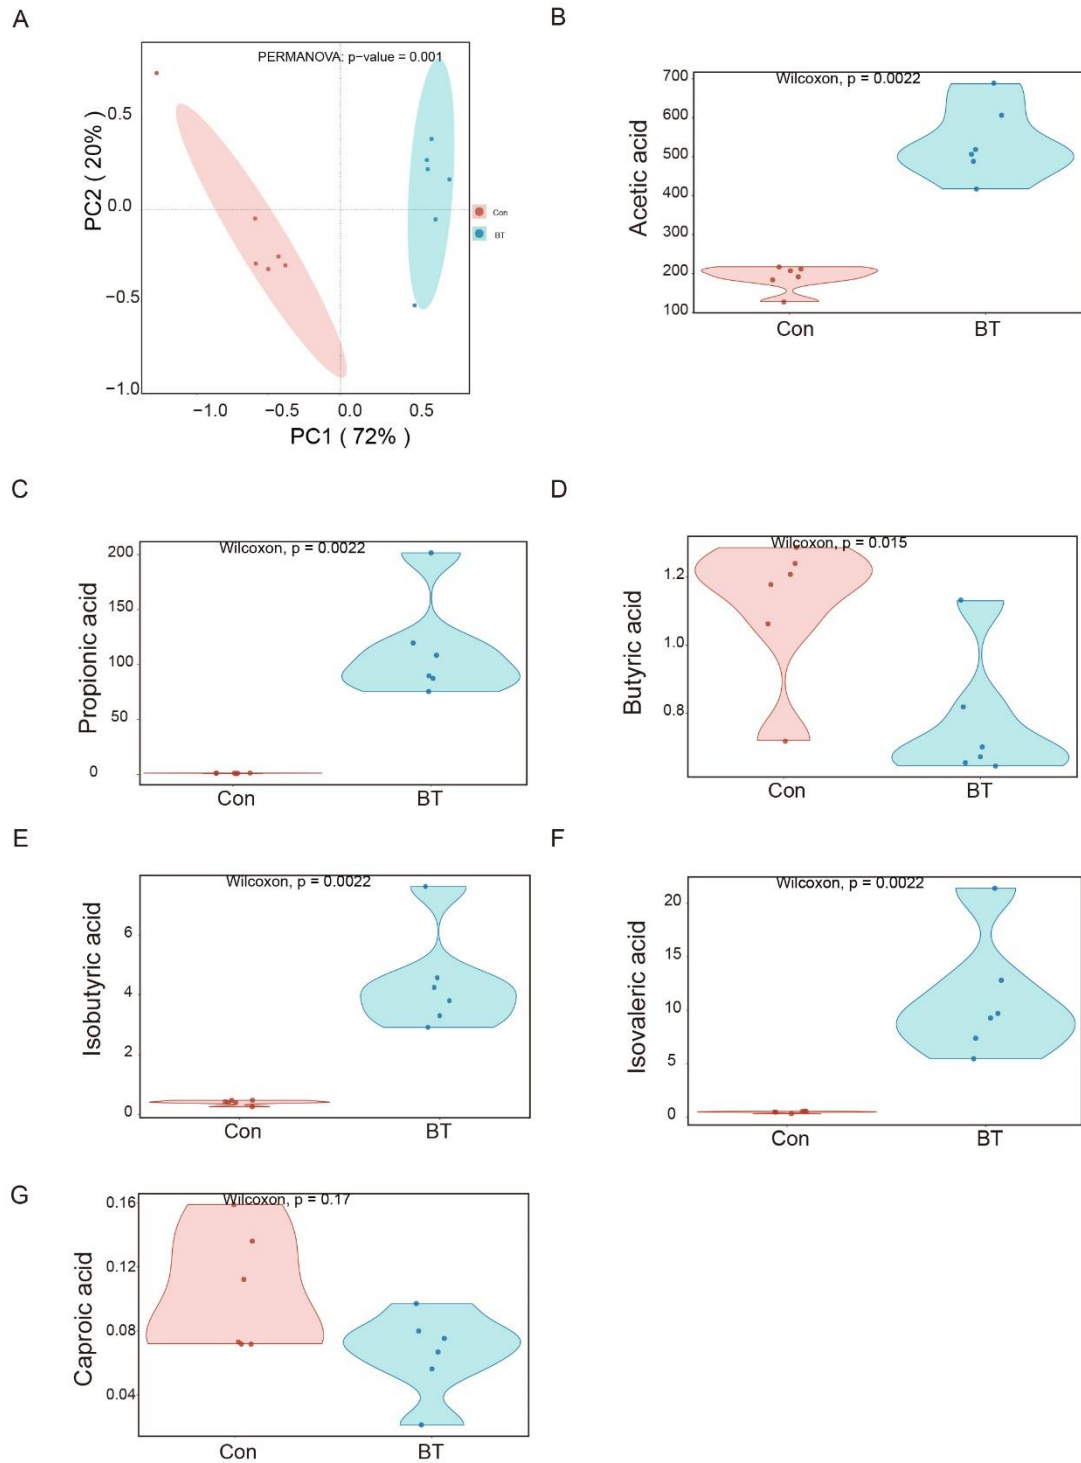 A
PERMANOVA: p−value = 0.001
PC2 ( 20% )
0.5
0.0
−0.5
−1.0
−1.0 −0.5 0.0 0.5
PC1 ( 72% )
Con
BT
B
Wilcoxon, p = 0.0022
Acetic acid
700
600
500
400
300
200
100
Con BT
C
Wilcoxon, p = 0.0022
Propionic acid
200
150
100
50
0
Con BT
D
Wilcoxon, p = 0.015
Butyric acid
1.2
1.0
0.8
Con BT
E
Wilcoxon, p = 0.0022
Isobutyric acid
6
4
2
0
Con BT
F
Wilcoxon, p = 0.0022
Isovaleric acid
20
15
10
5
0
Con BT
G
Wilcoxon, p = 0.17
Caproic acid
0.16
0.12
0.08
0.04
Con BT